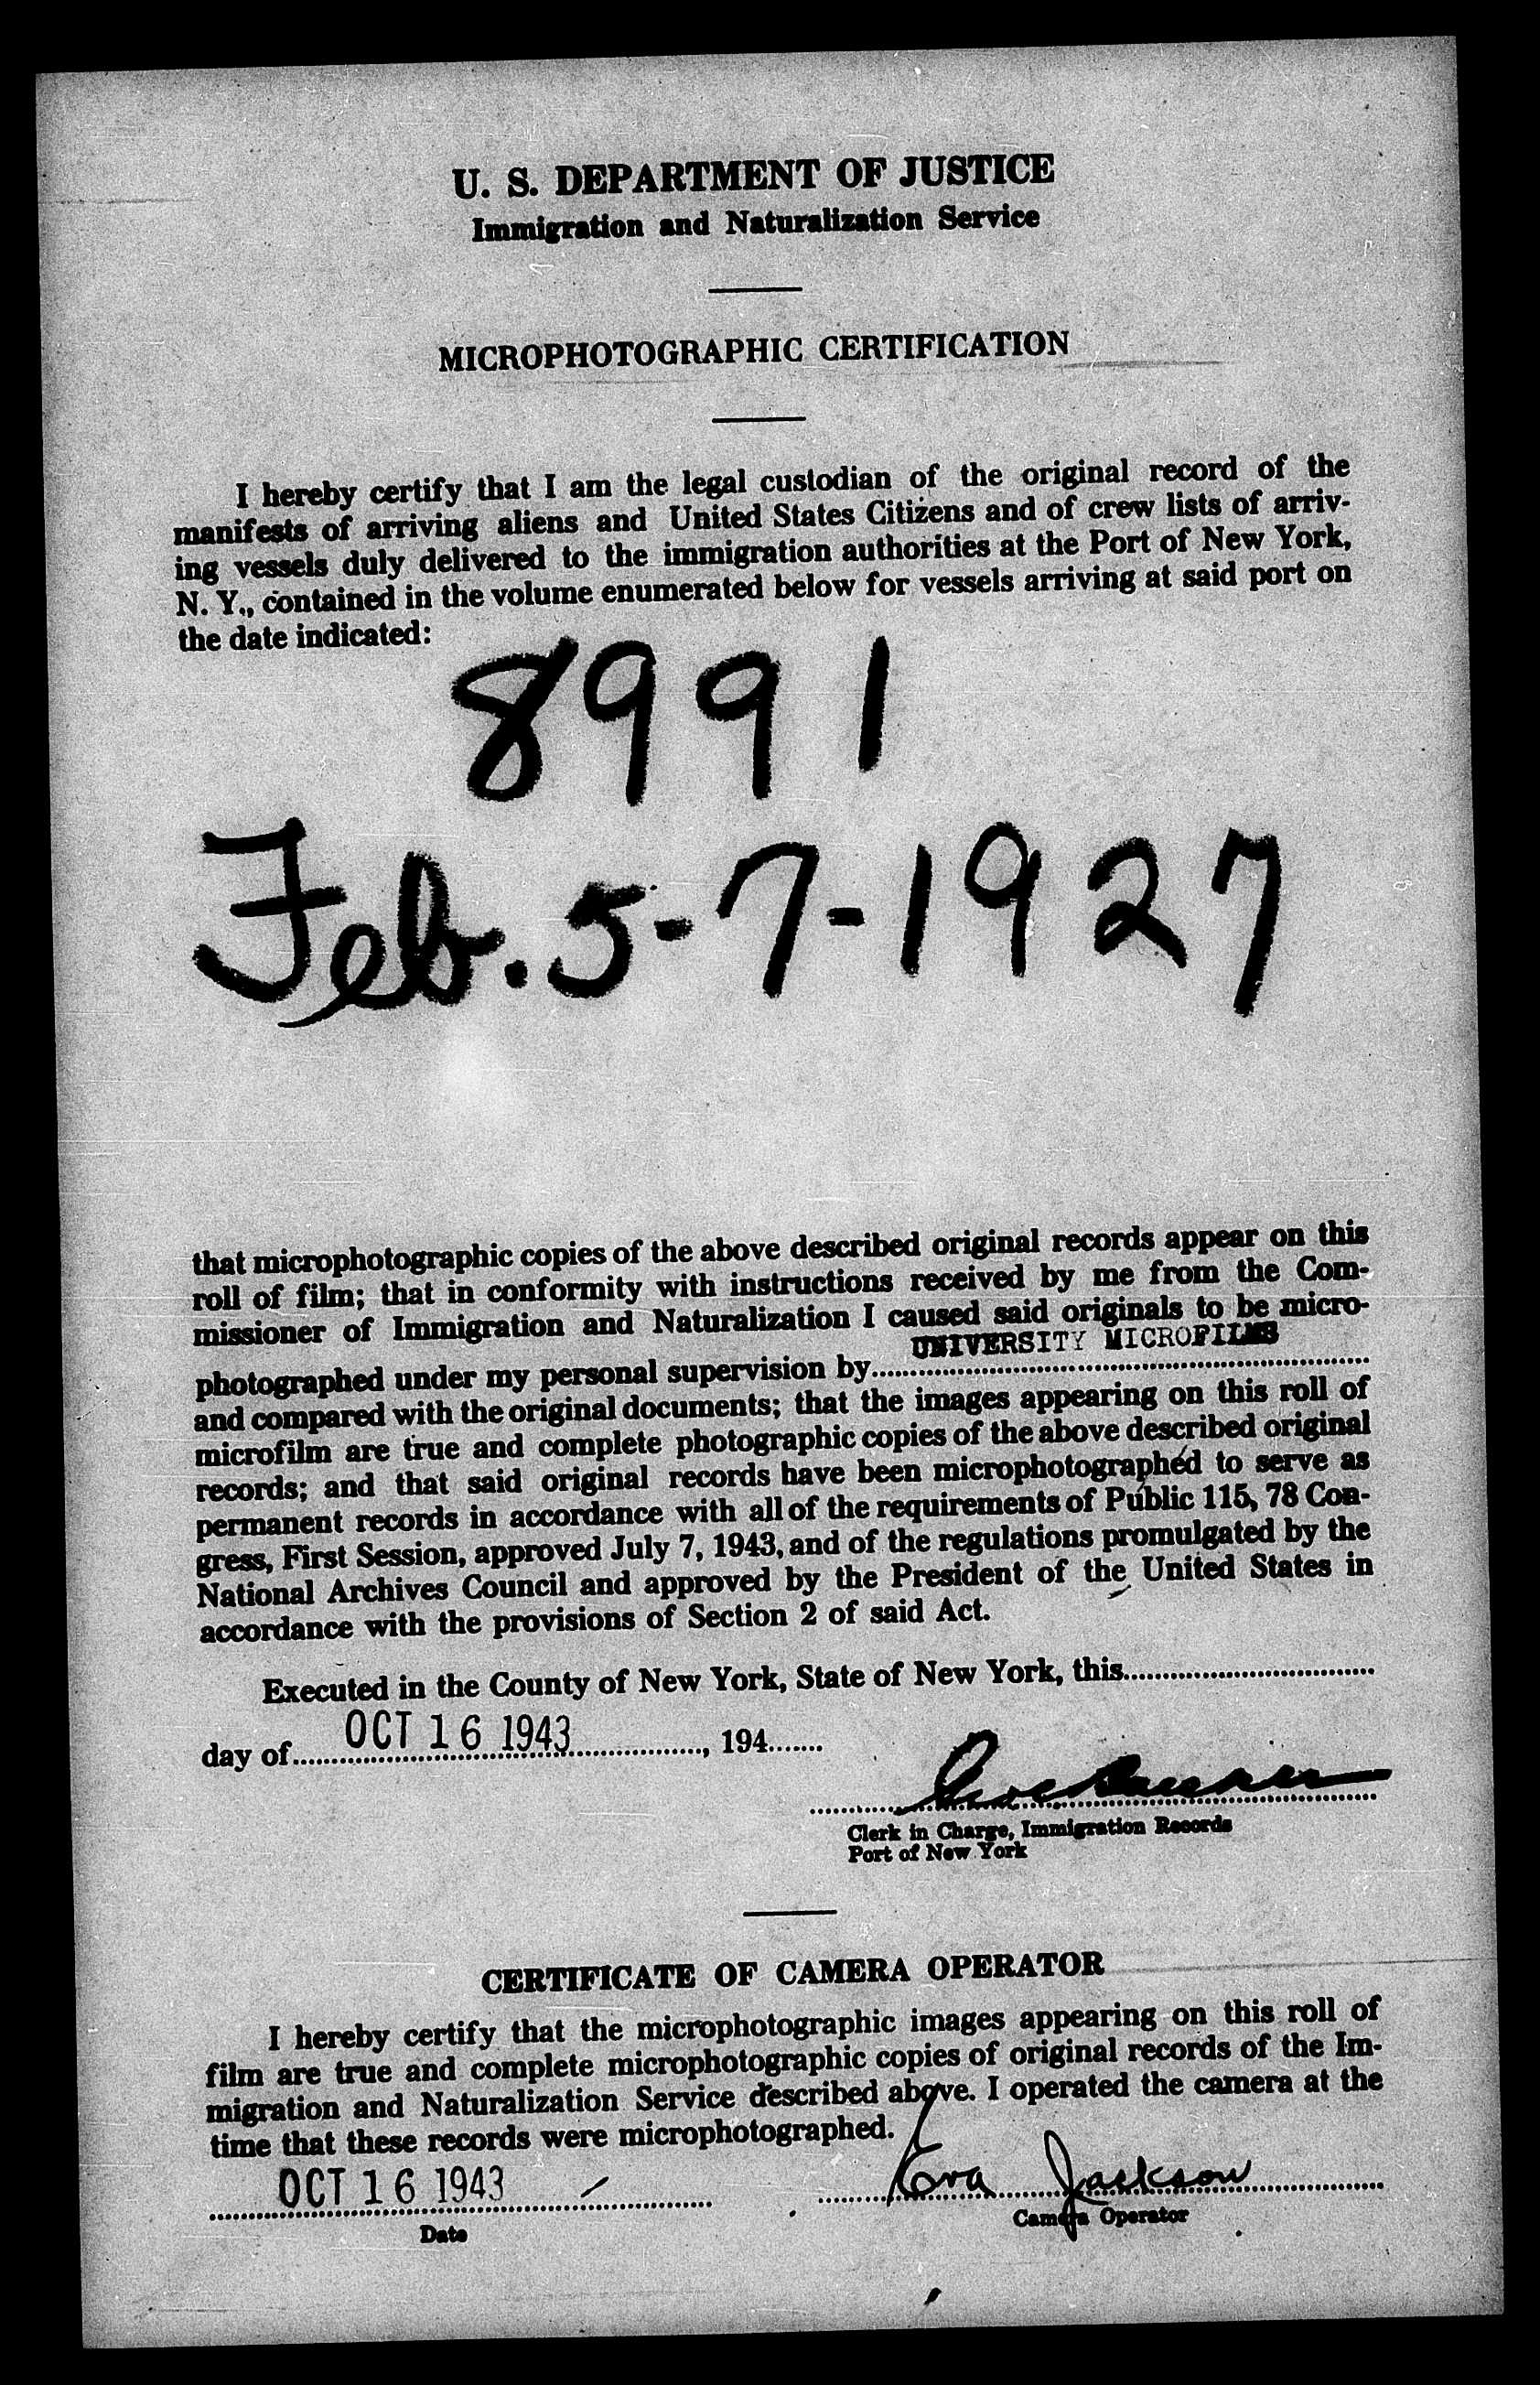 U. S. DEPARTMENT OF JUSTICE
Immigration and Naturalization Service
MICROPHOTOGRAPHIC CERTIFICATION
I hereby certify that I am the legal custodian of the original record of the
manifests of arriving aliens and United States Citizens and of crew lists of arriv-
ing vessels duly delivered to the immigration authorities at the Port of New York,
N. Y., contained in the volume enumerated below for vessels arriving at said port on
the date indicated:
8991
Feb. 5-7-1927
that microphotographic copies of the above described original records appear on this
roll of film; that in conformity with instructions received by me from the Com-
missioner of Immigration and Naturalization I caused said originals to be micro-
UNIVERSITY MICROFILMS
photographed under my personal supervision by
and compared with the original documents; that the images appearing on this roll of
microfilm are true and complete photographic copies of the above described original
records; and that said original records have been microphotographed to serve as
permanent records in accordance with all of the requirements of Public 115, 78 Con-
gress, First Session, approved July 7, 1943, and of the regulations promulgated by the
National Archives Council and approved by the President of the United States in
accordance with the provisions of Section 2 of said Act.
Executed in the County of New York, State of New York, this
day of OCT 16 1943, 194
Clerk in Charge, Immigration Records
Port of New York
CERTIFICATE OF CAMERA OPERATOR
I hereby certify that the microphotographic images appearing on this roll of
film are true and complete microphotographic copies of original records of the Im-
migration and Naturalization Service described above. I operated the camera at the
time that these records were microphotographed.
OCT 16 1943 Eva Jackson
Date Camera Operator